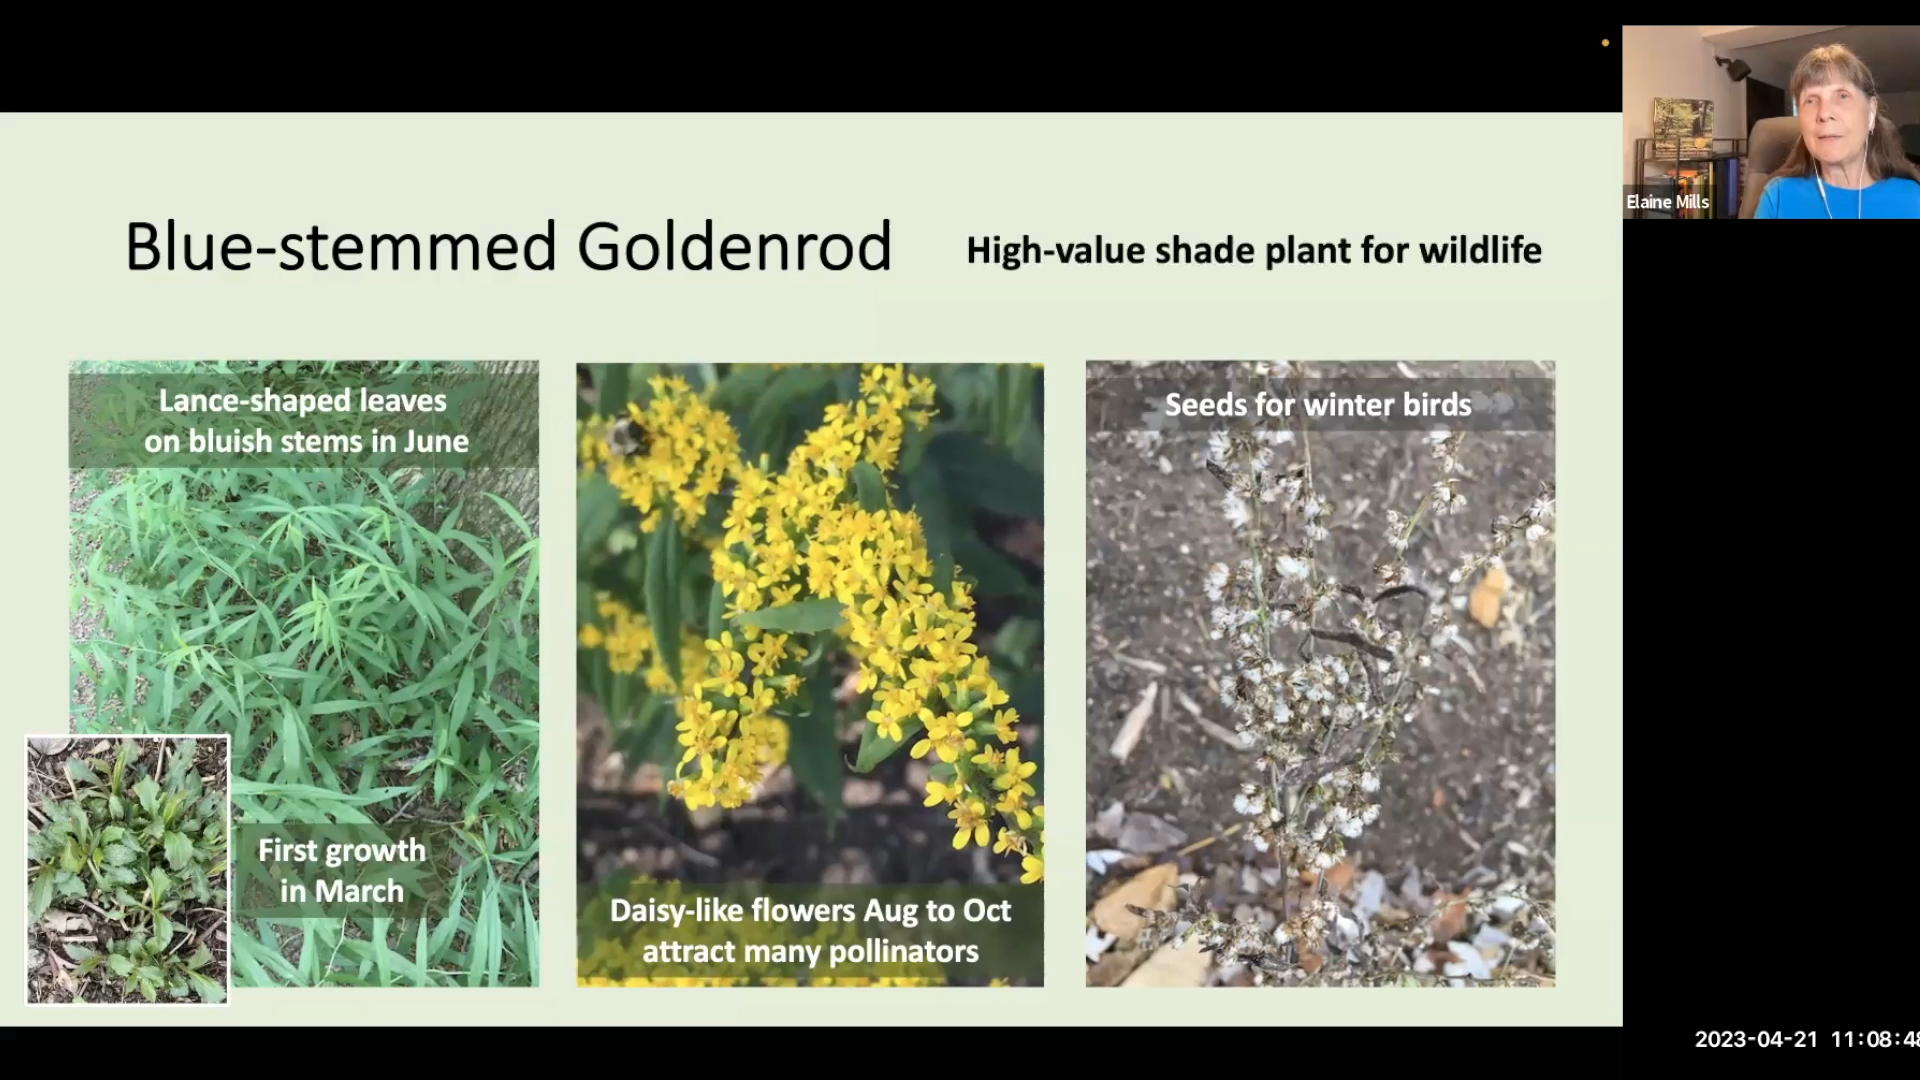 Elaine Mills
Blue-stemmed Goldenrod
High-value shade plant for wildlife
Lance-shaped leaves
on bluish stems in June
First growth
in March
Daisy-like flowers Aug to Oct
attract many pollinators
Seeds for winter birds
2023-04-21 11:08:48